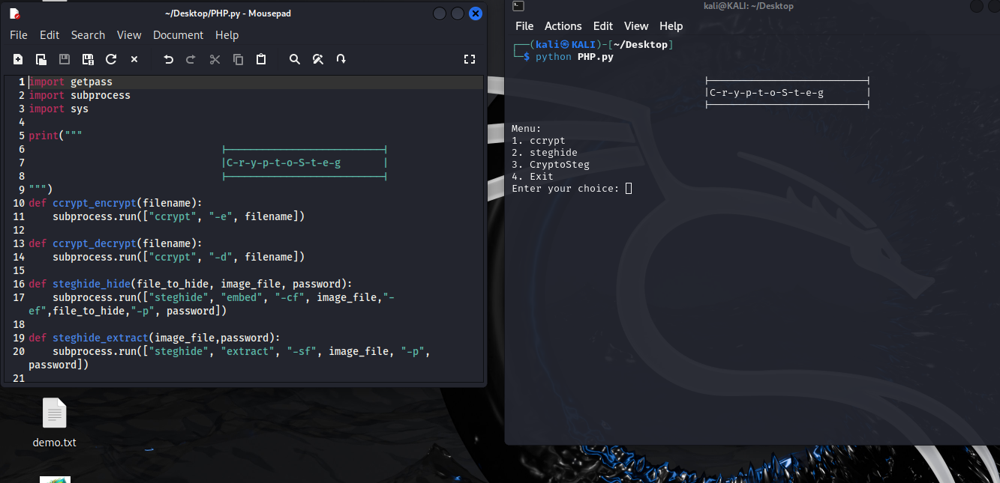 ~/Desktop/PHP.py - Mousepad
File Edit Search View Document Help
1 import getpass
2 import subprocess
3 import sys
4
5 print("""
6
7 |C-r-y-p-t-o-S-t-e-g |
8
9 """)
10 def ccrypt_encrypt(filename):
11 subprocess.run(["ccrypt", "-e", filename])
12
13 def ccrypt_decrypt(filename):
14 subprocess.run(["ccrypt", "-d", filename])
15
16 def steghide_hide(file_to_hide, image_file, password):
17 subprocess.run(["steghide", "embed", "-cf", image_file,"-
ef",file_to_hide,"-p", password])
18
19 def steghide_extract(image_file,password):
20 subprocess.run(["steghide", "extract", "-sf", image_file, "-p",
password])
21
demo.txt
kali@KALI: ~/Desktop
File Actions Edit View Help
┌──(kali㉿KALI)-[~/Desktop]
└─$ python PHP.py
|C-r-y-p-t-o-S-t-e-g |
Menu:
1. ccrypt
2. steghide
3. CryptoSteg
4. Exit
Enter your choice: